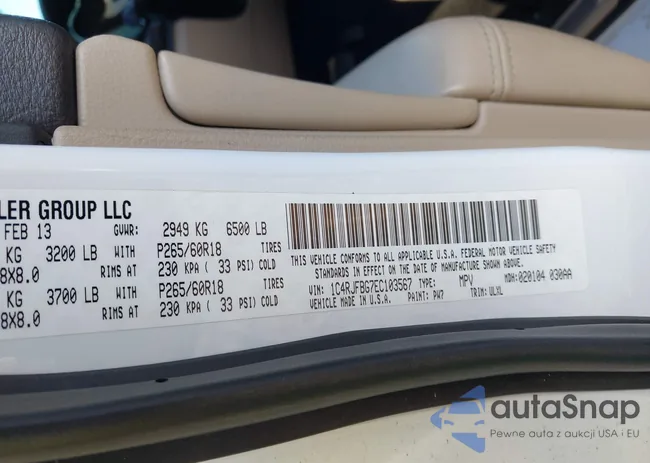 LER GROUP LLC
FEB 13 GVWR: 2949 KG 6500 LB
KG 3200 LB WITH P265/60R18 TIRES
8X8.0 RIMS AT 230 KPA ( 33 PSI) COLD
KG 3700 LB WITH P265/60R18 TIRES
8X8.0 RIMS AT 230 KPA ( 33 PSI) COLD
THIS VEHICLE CONFORMS TO ALL APPLICABLE U.S.A. FEDERAL MOTOR VEHICLE SAFETY
STANDARDS IN EFFECT ON THE DATE OF MANUFACTURE SHOWN ABOVE.
VIN: 1C4RJFBG7EC103567 TYPE: MPV MDH: 020104 030AA
VEHICLE MADE IN U.S.A. PAINT: PW7 TRIM: ULXL
autaSnap
Pewne auta z aukcji USA i EU